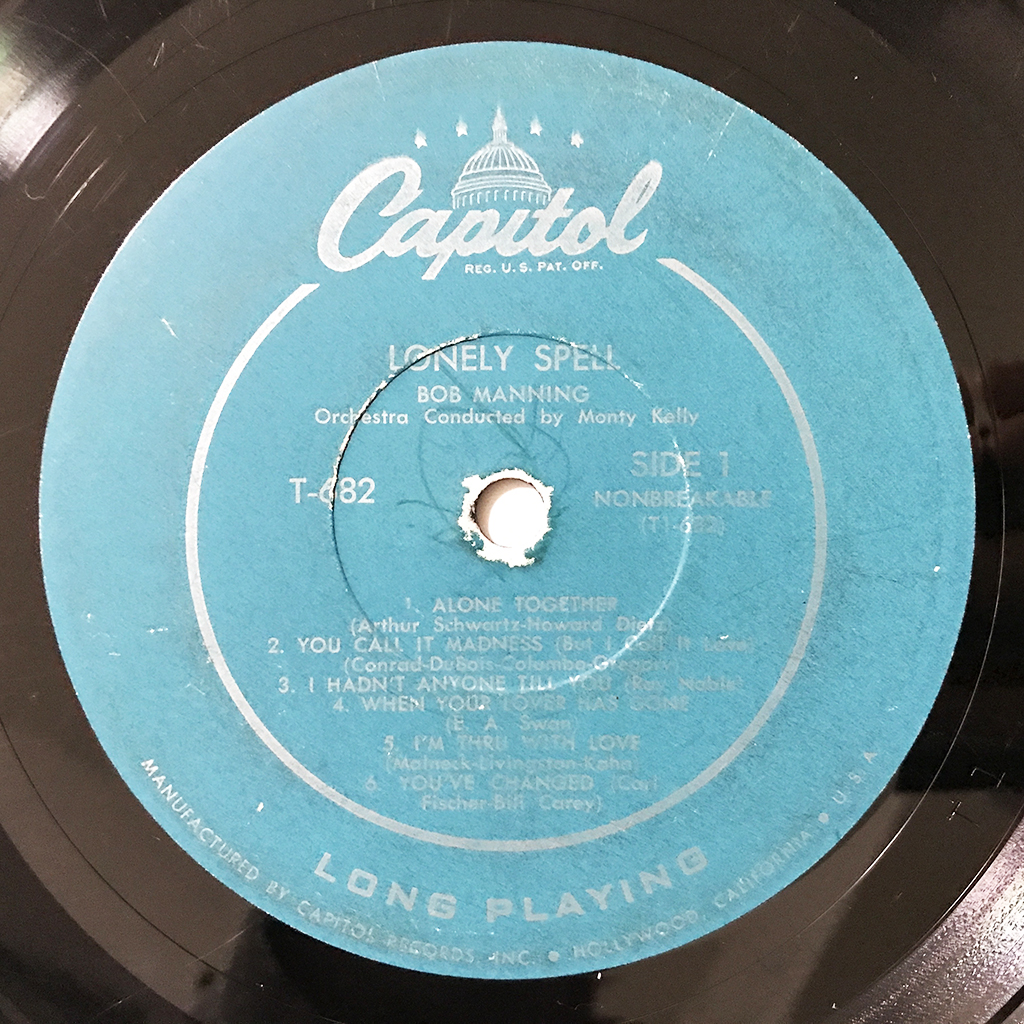 Capitol
REG. U. S. PAT. OFF.
LONELY SPELL
BOB MANNING
Orchestra Conducted by Monty Kelly
T-682
SIDE 1
NONBREAKABLE
(T1-682)
1. ALONE TOGETHER
(Arthur Schwartz-Howard Dietz)
2. YOU CALL IT MADNESS (But I Call It Love)
(Conrad-DuBois-Columbo-Gregory)
3. I HADN'T ANYONE TILL YOU (Ray Noble)
4. WHEN YOUR LOVER HAS GONE
(E. A. Swan)
5. I'M THRU WITH LOVE
(Malneck-Livingston-Kahn)
6. YOU'VE CHANGED (Carl
Fischer-Bill Carey)
LONG PLAYING
MANUFACTURED BY CAPITOL RECORDS, INC. • HOLLYWOOD, CALIFORNIA • U.S.A